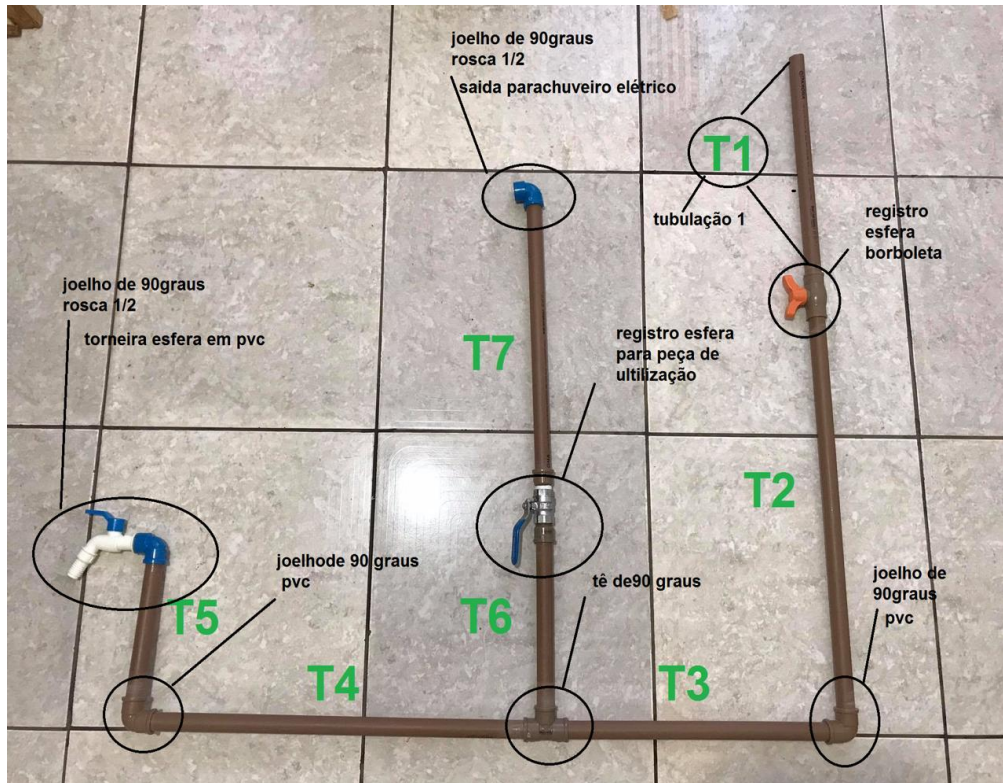 joelho de 90graus
rosca 1/2
saida parachuveiro elétrico
T1
tubulação 1
registro
esfera
borboleta
joelho de 90graus
rosca 1/2
torneira esfera em pvc
T7
registro esfera
para peça de
ultilização
T2
joelhode 90 graus
pvc
T5
T6
tê de90 graus
joelho de
90graus
pvc
T4
T3